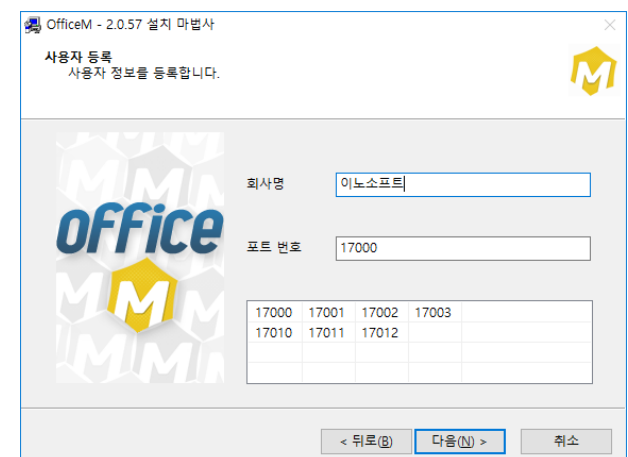 OfficeM - 2.0.57 설치 마법사
사용자 등록
사용자 정보를 등록합니다.
M
office
M
회사명 이노소프트
포트 번호 17000
17000 17001 17002 17003
17010 17011 17012
< 뒤로(B) 다음(N) > 취소